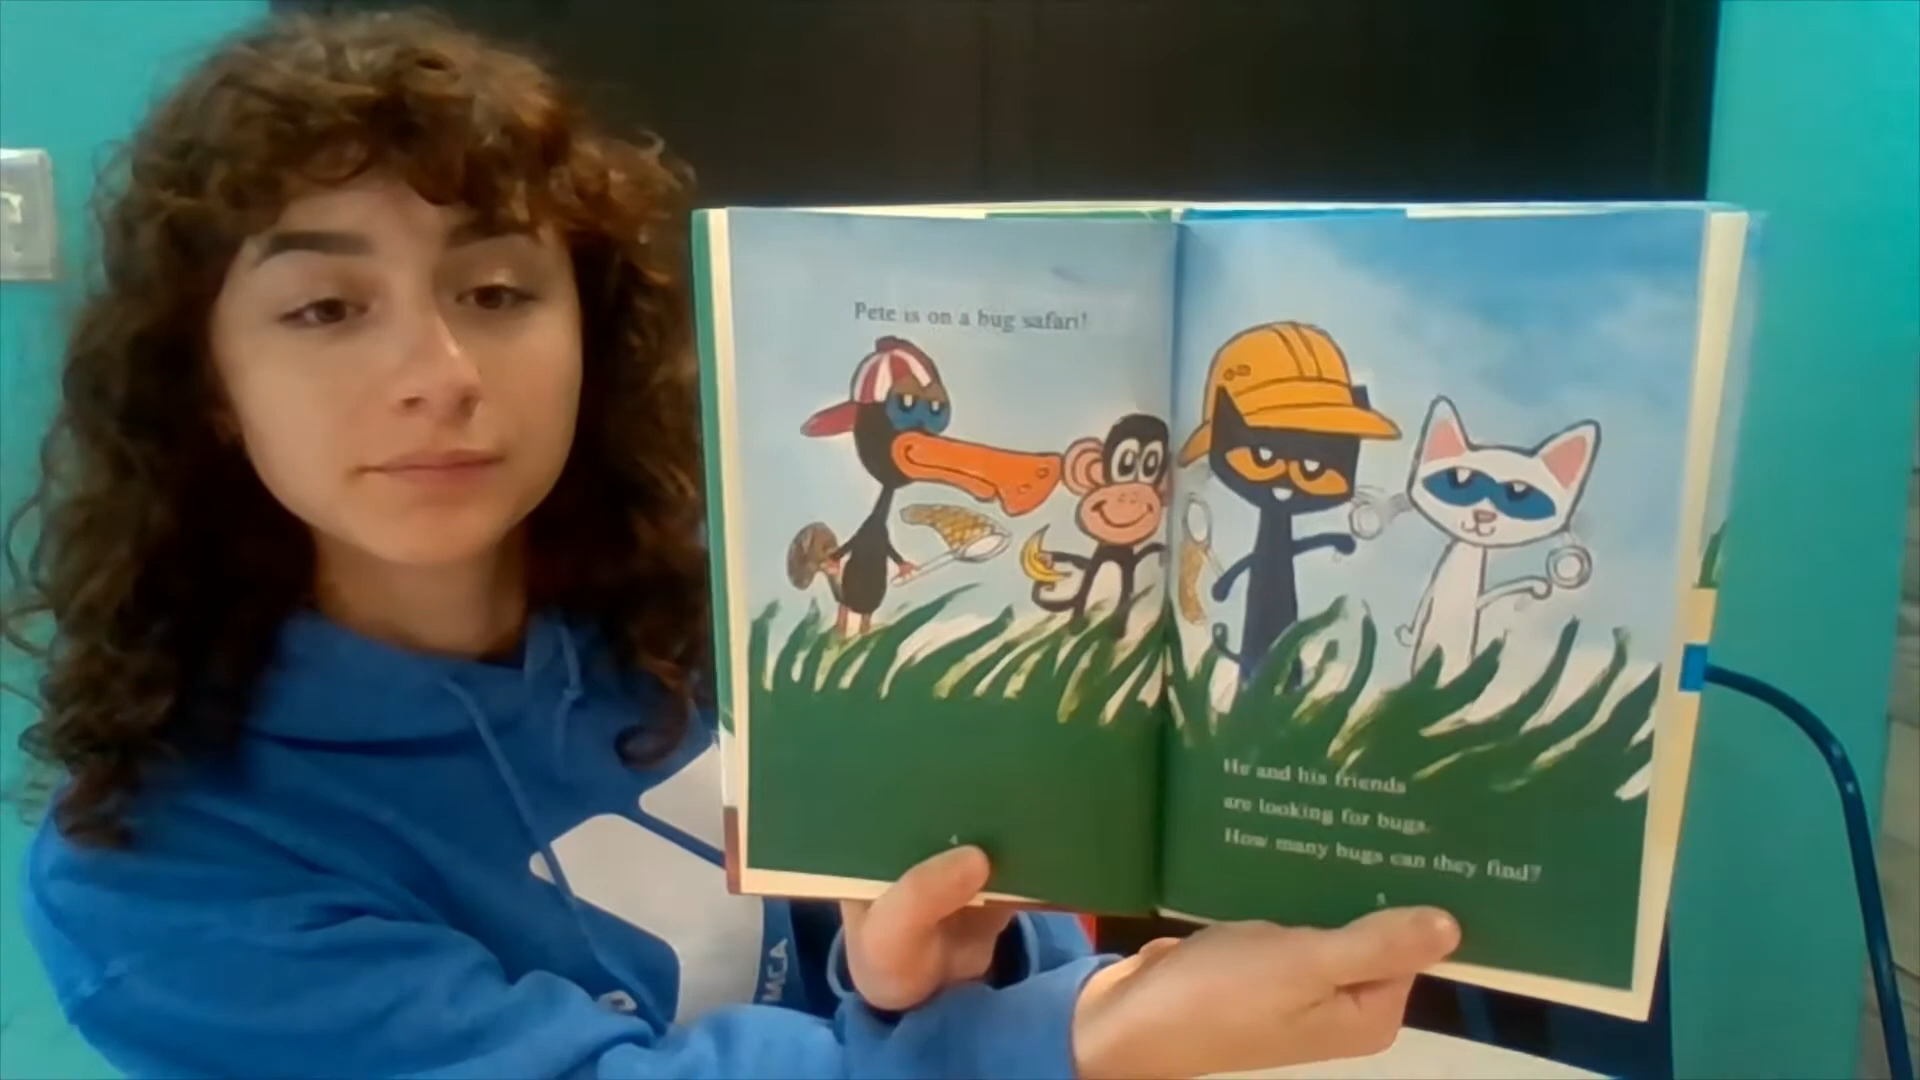 Pete is on a bug safari!
He and his friends
are looking for bugs.
How many bugs can they find?
4
5
MCA